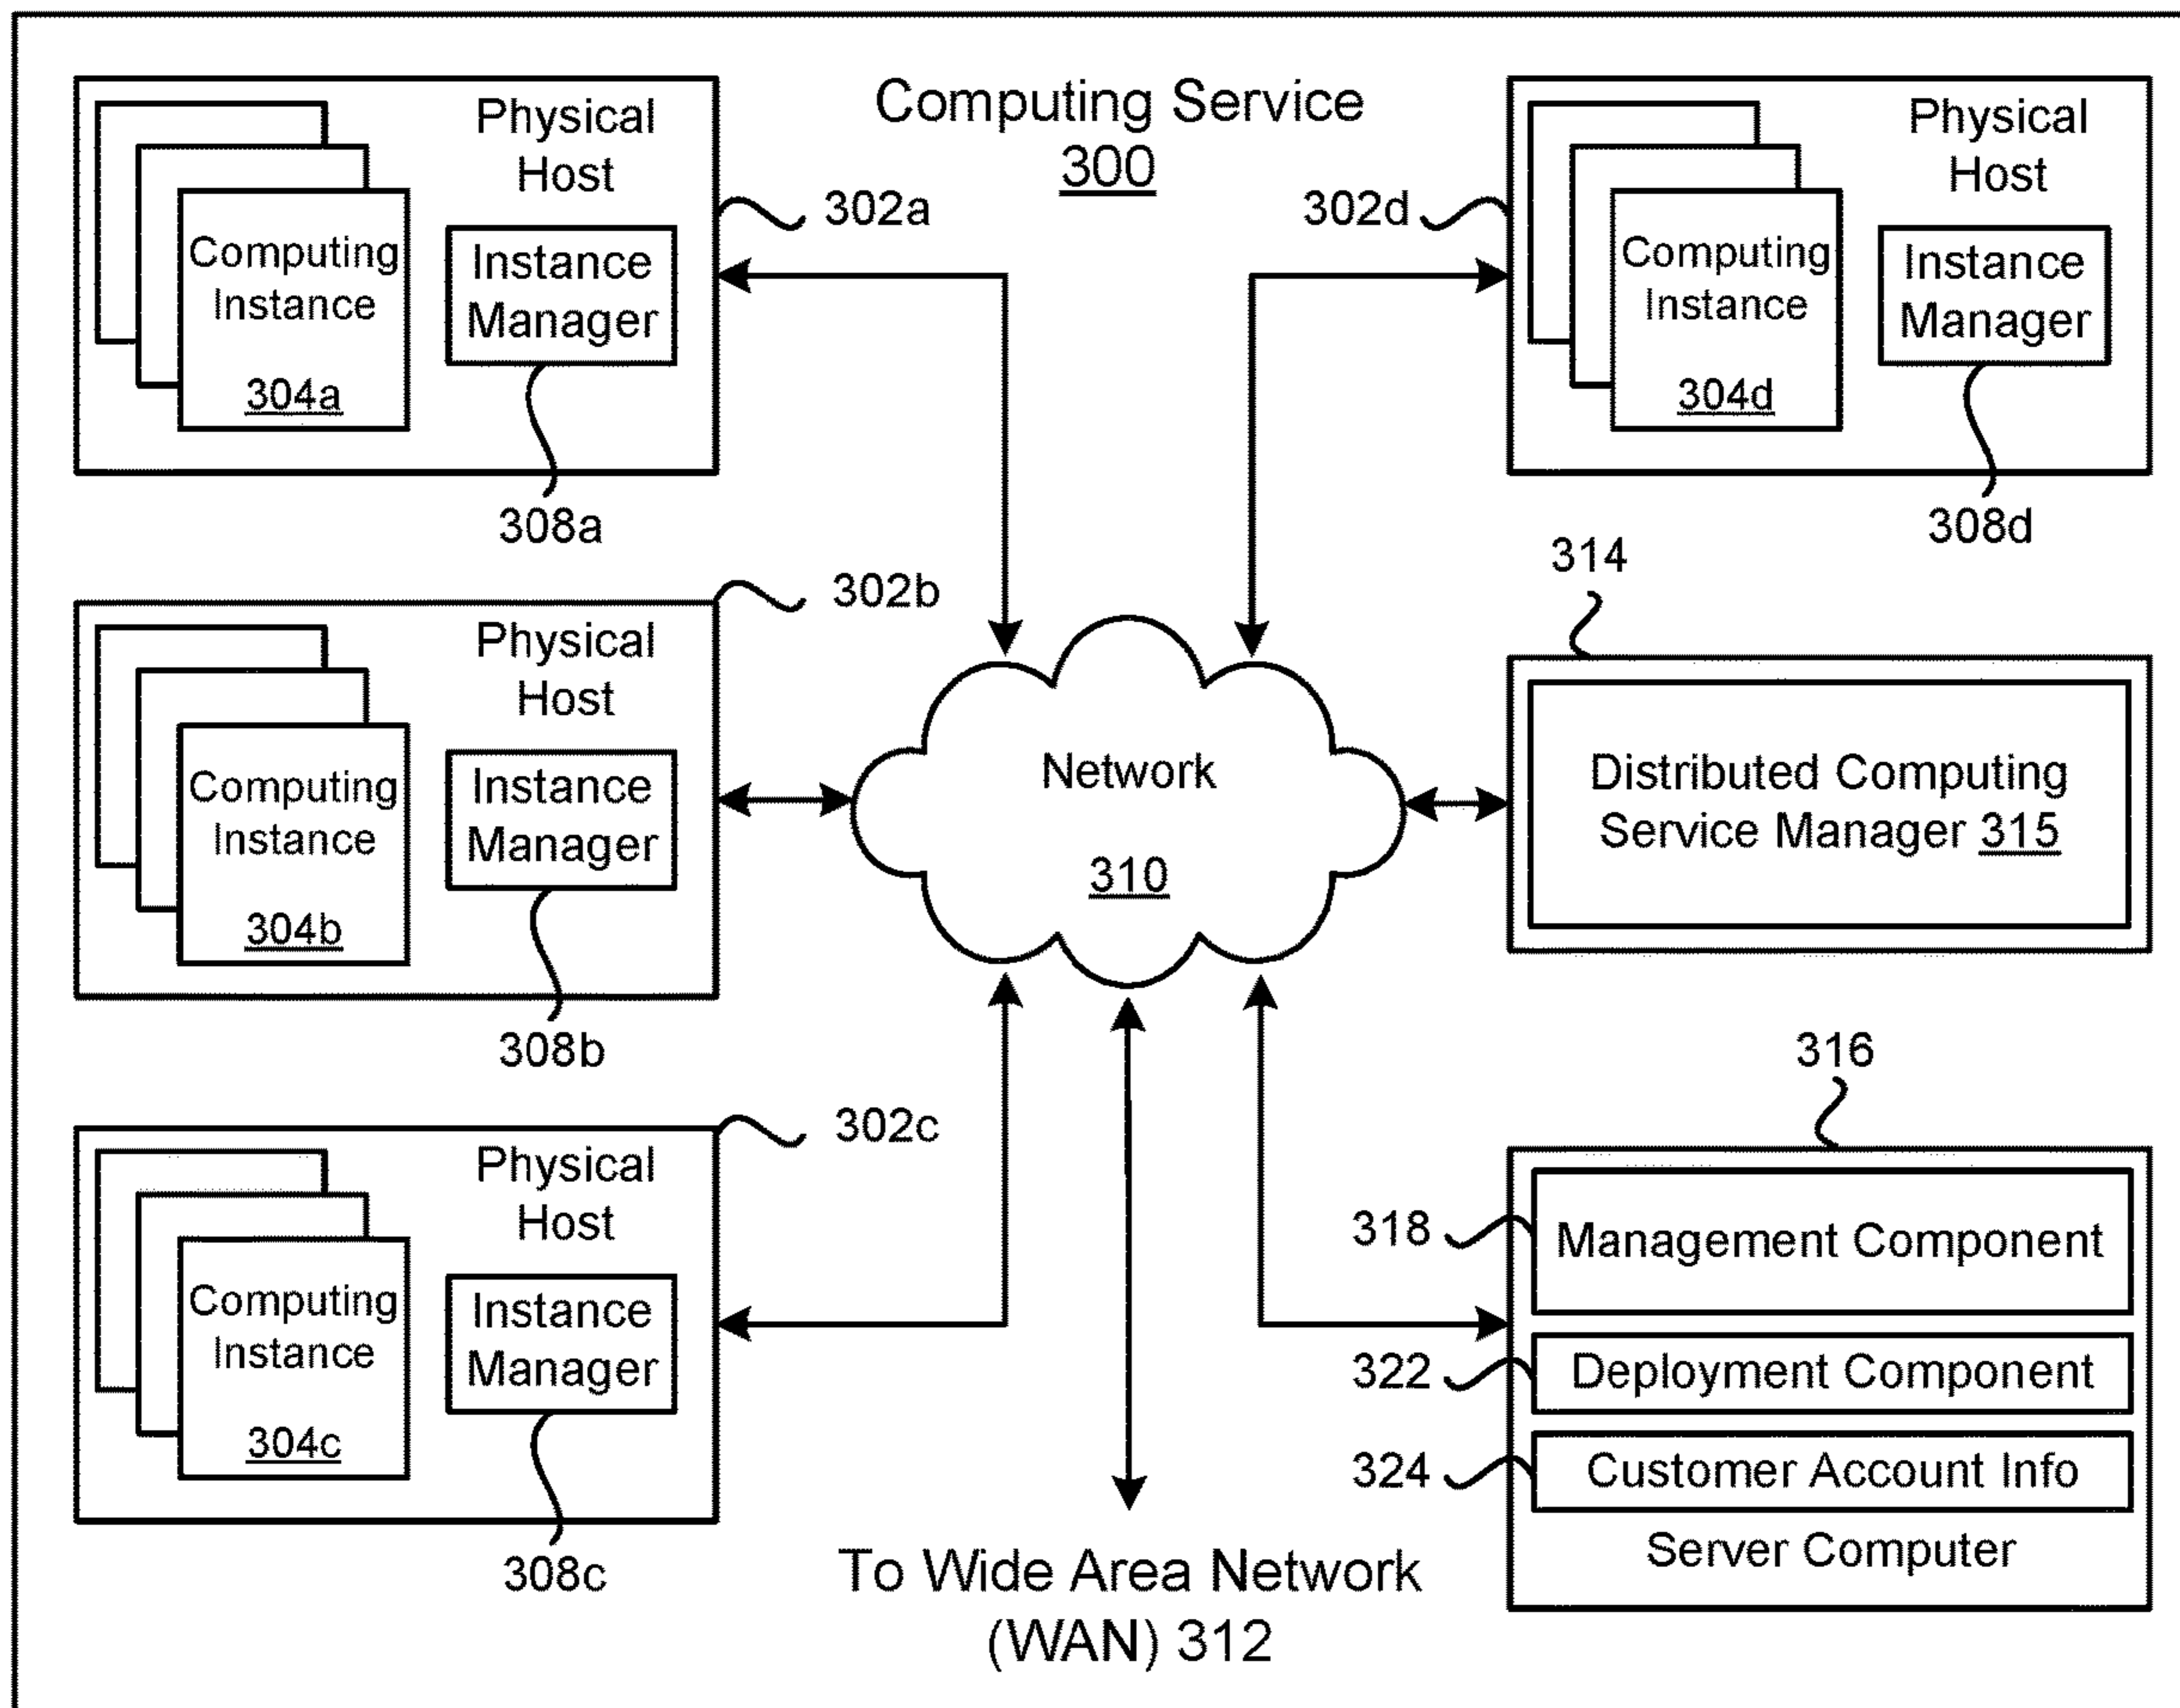 Computing Service
300
Physical
Host
Computing
Instance
304a
Instance
Manager
302a
308a
Physical
Host
Computing
Instance
304d
Instance
Manager
302d
308d
Physical
Host
Computing
Instance
304b
Instance
Manager
302b
308b
Network
310
314
Distributed Computing
Service Manager 315
Physical
Host
Computing
Instance
304c
Instance
Manager
302c
308c
To Wide Area Network
(WAN) 312
316
318
Management Component
322
Deployment Component
324
Customer Account Info
Server Computer